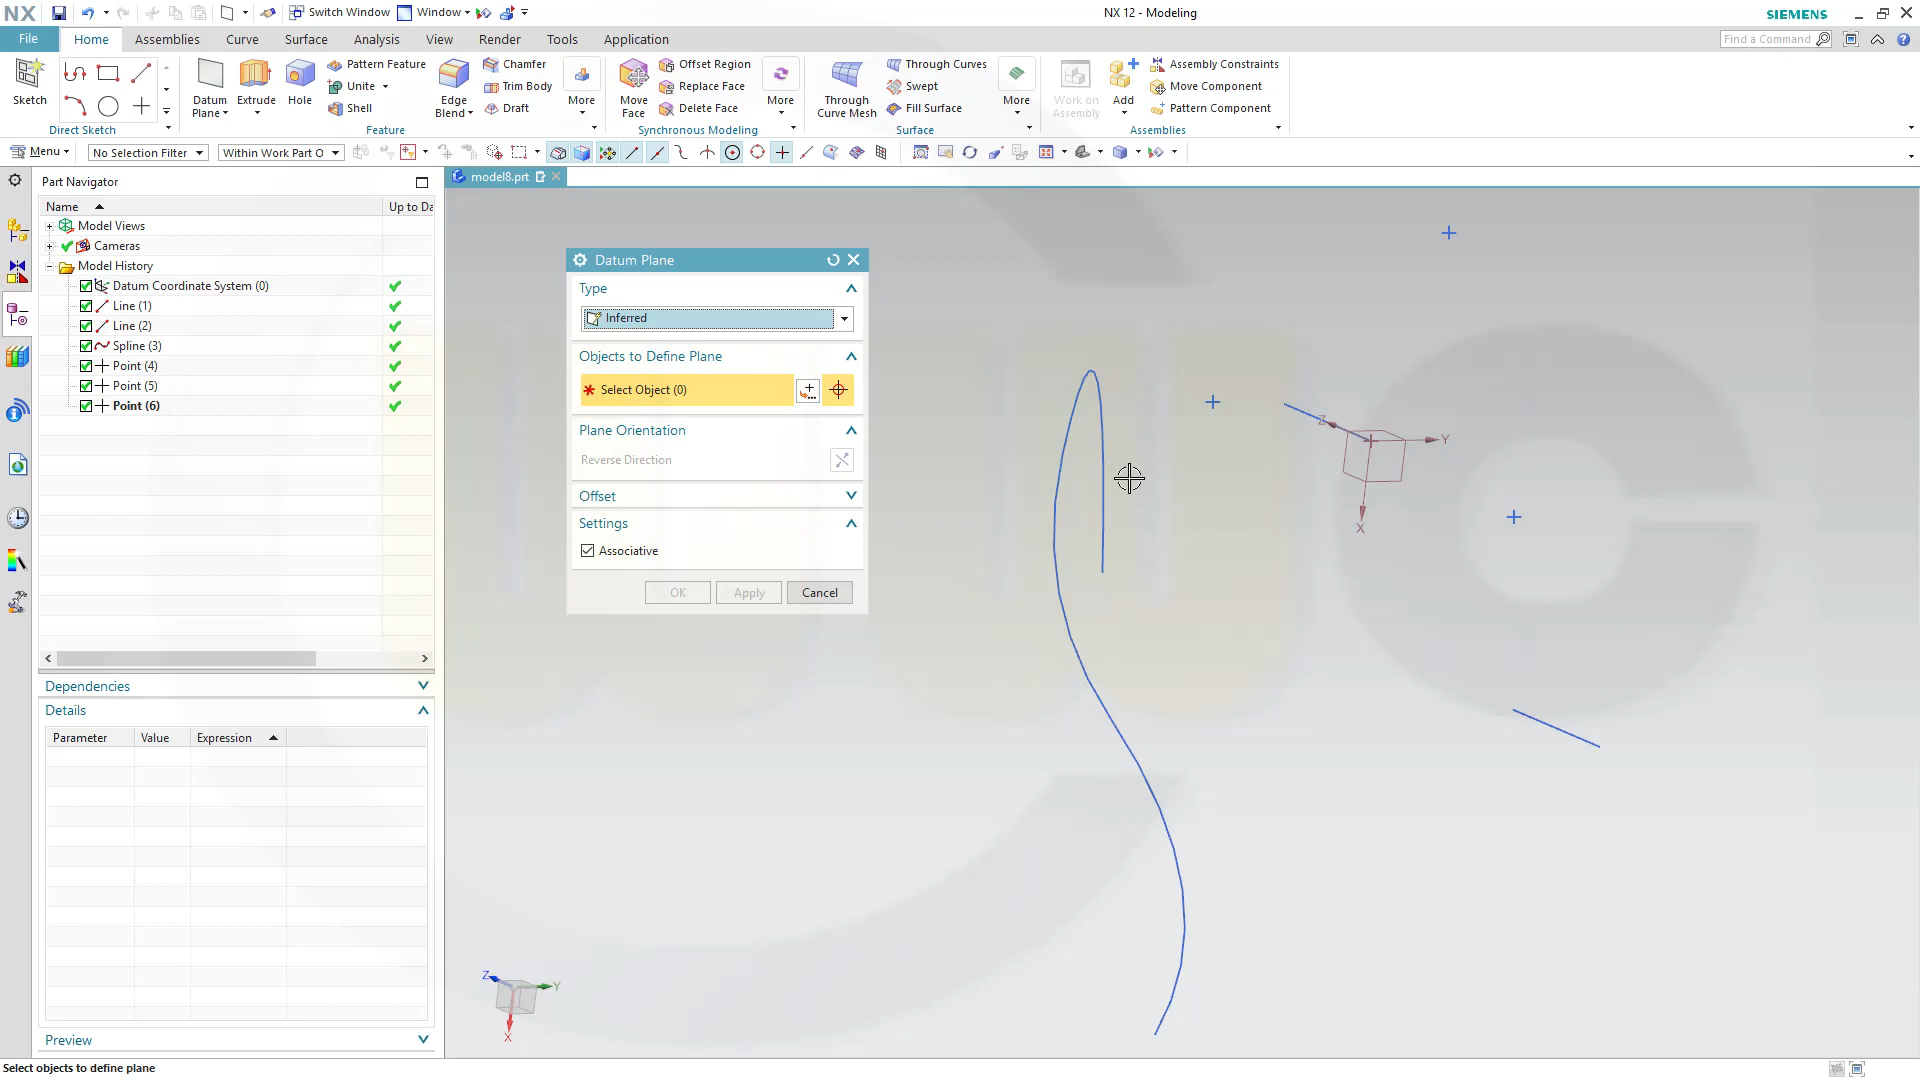 NX Switch Window Window NX 12 - Modeling SIEMENS
File Home Assemblies Curve Surface Analysis View Render Tools Application Find a Command
Sketch
Direct Sketch
Datum Plane
Extrude
Hole
Pattern Feature
Unite
Shell
Edge Blend
Chamfer
Trim Body
Draft
More
Feature
Move Face
Offset Region
Replace Face
Delete Face
More
Synchronous Modeling
Through Curve Mesh
Through Curves
Swept
Fill Surface
More
Surface
Work on Assembly
Add
Assembly Constraints
Move Component
Pattern Component
Assemblies
Menu No Selection Filter Within Work Part O
Part Navigator
model8.prt
Name Up to Da
Model Views
Cameras
Model History
Datum Coordinate System (0)
Line (1)
Line (2)
Spline (3)
Point (4)
Point (5)
Point (6)
Dependencies
Details
Parameter Value Expression
Preview
Datum Plane
Type
Inferred
Objects to Define Plane
* Select Object (0)
Plane Orientation
Reverse Direction
Offset
Settings
Associative
OK Apply Cancel
Z Y
X
Z Y
X
Select objects to define plane